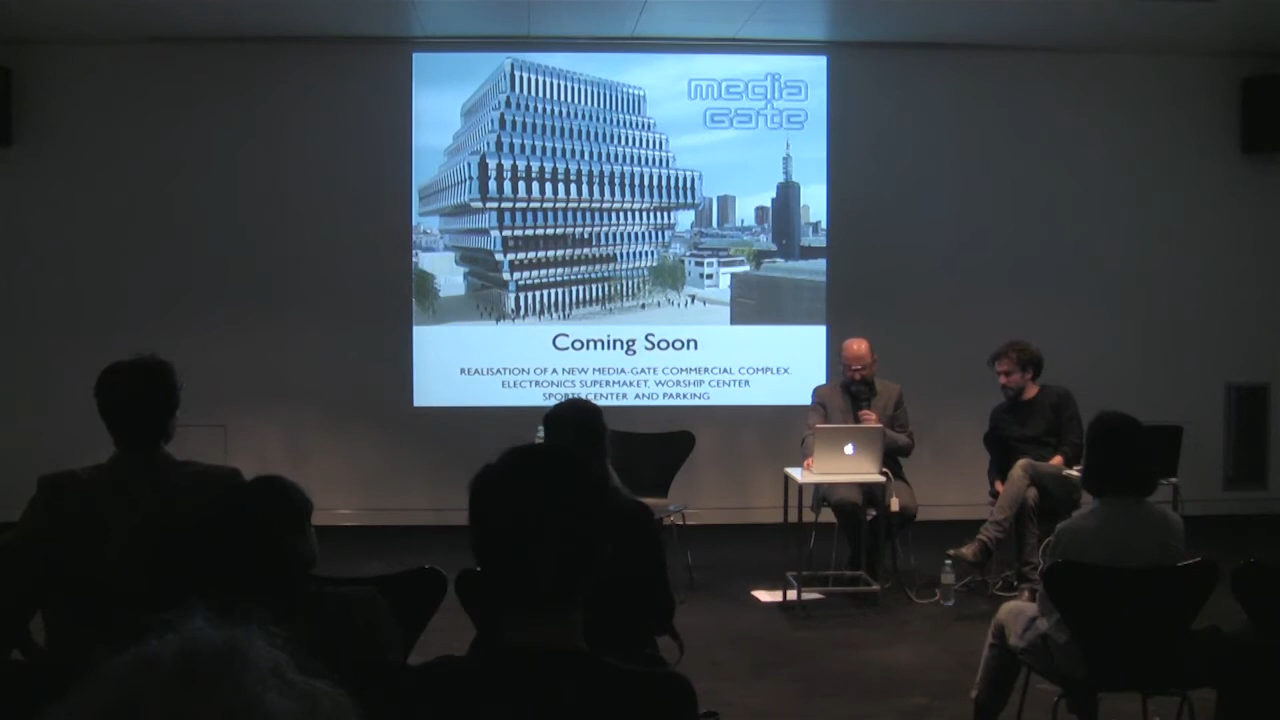 media
Gate
Coming Soon
REALISATION OF A NEW MEDIA-GATE COMMERCIAL COMPLEX.
ELECTRONICS SUPERMAKET, WORSHIP CENTER
SPORTS CENTER AND PARKING